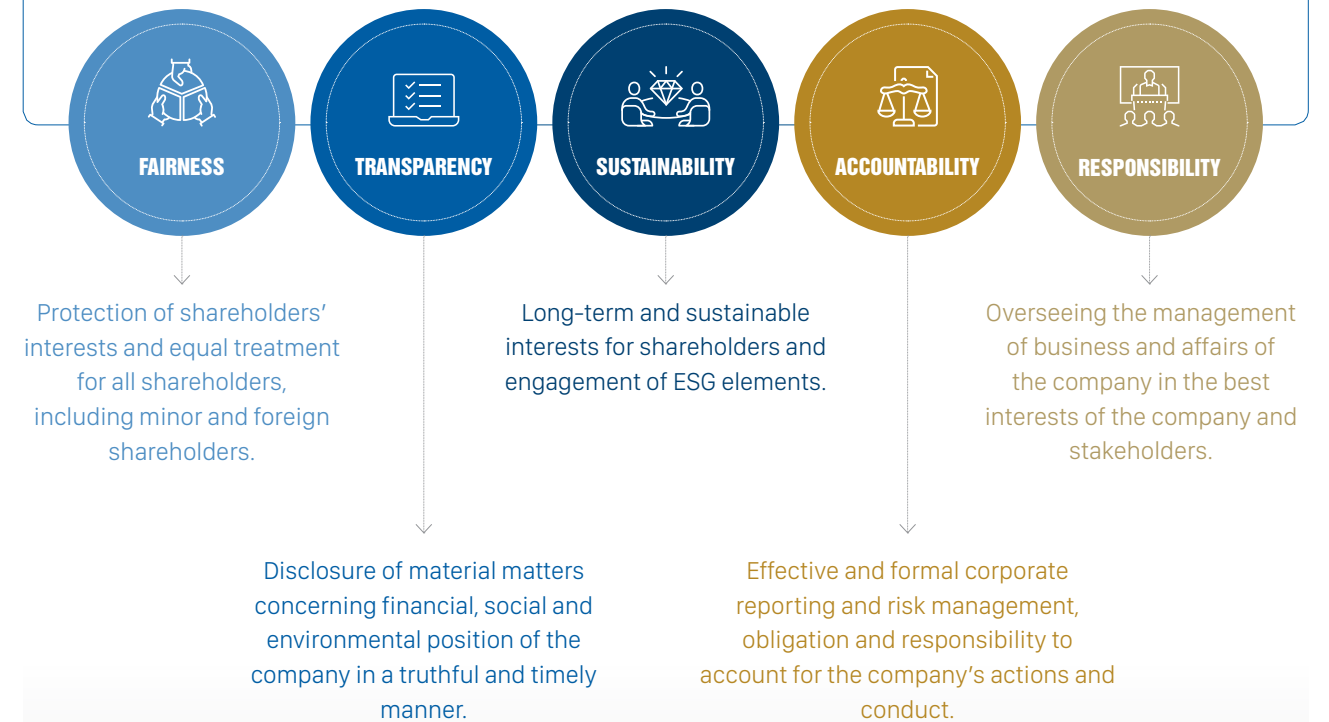 FAIRNESS
TRANSPARENCY
SUSTAINABILITY
ACCOUNTABILITY
RESPONSIBILITY
Protection of shareholders’
interests and equal treatment
for all shareholders,
including minor and foreign
shareholders.
Long-term and sustainable
interests for shareholders and
engagement of ESG elements.
Overseeing the management
of business and affairs of
the company in the best
interests of the company and
stakeholders.
Disclosure of material matters
concerning financial, social and
environmental position of the
company in a truthful and timely
manner.
Effective and formal corporate
reporting and risk management,
obligation and responsibility to
account for the company’s actions and
conduct.